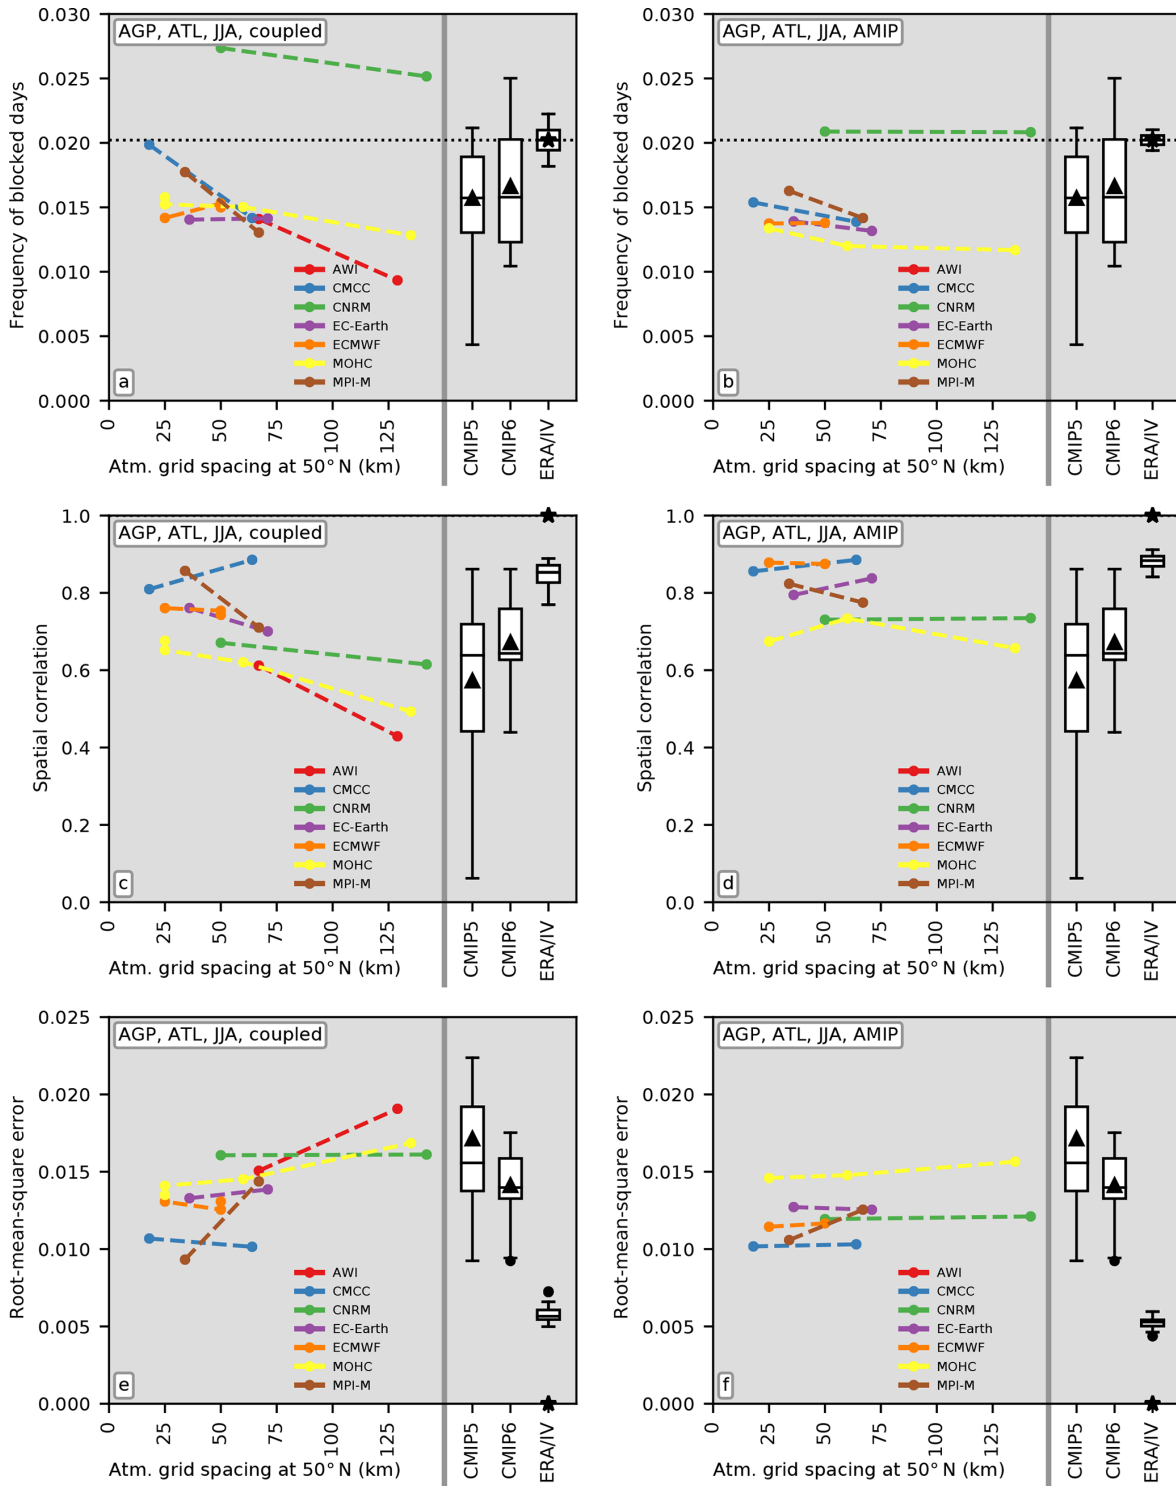 AGP, ATL, JJA, coupled
Frequency of blocked days
0.030
0.025
0.020
0.015
0.010
0.005
0.000
AWI
CMCC
CNRM
EC-Earth
ECMWF
MOHC
MPI-M
a
0 25 50 75 100 125 CMIP5 CMIP6 ERA/IV
Atm. grid spacing at 50° N (km)
AGP, ATL, JJA, AMIP
Frequency of blocked days
0.030
0.025
0.020
0.015
0.010
0.005
0.000
AWI
CMCC
CNRM
EC-Earth
ECMWF
MOHC
MPI-M
b
0 25 50 75 100 125 CMIP5 CMIP6 ERA/IV
Atm. grid spacing at 50° N (km)
AGP, ATL, JJA, coupled
Spatial correlation
1.0
0.8
0.6
0.4
0.2
0.0
AWI
CMCC
CNRM
EC-Earth
ECMWF
MOHC
MPI-M
c
0 25 50 75 100 125 CMIP5 CMIP6 ERA/IV
Atm. grid spacing at 50° N (km)
AGP, ATL, JJA, AMIP
Spatial correlation
1.0
0.8
0.6
0.4
0.2
0.0
AWI
CMCC
CNRM
EC-Earth
ECMWF
MOHC
MPI-M
d
0 25 50 75 100 125 CMIP5 CMIP6 ERA/IV
Atm. grid spacing at 50° N (km)
AGP, ATL, JJA, coupled
Root-mean-square error
0.025
0.020
0.015
0.010
0.005
0.000
AWI
CMCC
CNRM
EC-Earth
ECMWF
MOHC
MPI-M
e
0 25 50 75 100 125 CMIP5 CMIP6 ERA/IV
Atm. grid spacing at 50° N (km)
AGP, ATL, JJA, AMIP
Root-mean-square error
0.025
0.020
0.015
0.010
0.005
0.000
AWI
CMCC
CNRM
EC-Earth
ECMWF
MOHC
MPI-M
f
0 25 50 75 100 125 CMIP5 CMIP6 ERA/IV
Atm. grid spacing at 50° N (km)